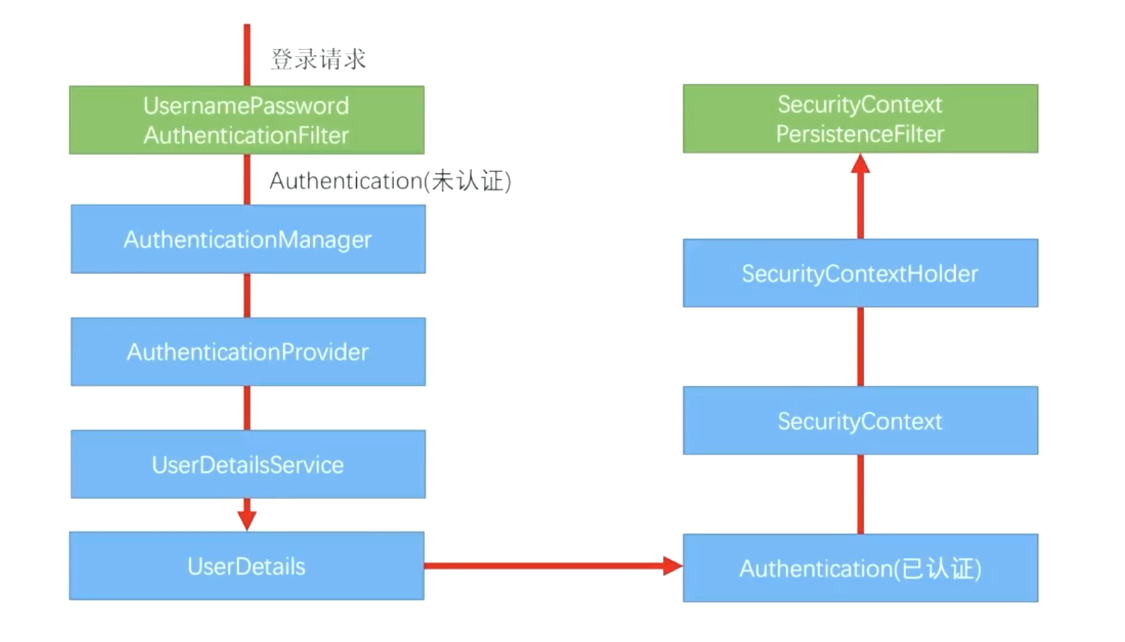 登录请求
UsernamePassword
AuthenticationFilter
Authentication(未认证)
AuthenticationManager
AuthenticationProvider
UserDetailsService
UserDetails
SecurityContext
PersistenceFilter
SecurityContextHolder
SecurityContext
Authentication(已认证)